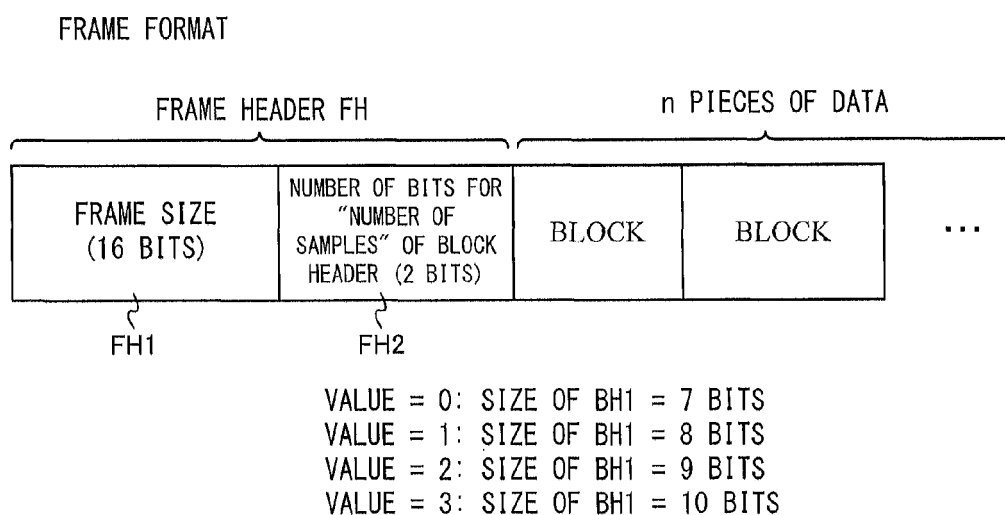 FRAME FORMAT
FRAME HEADER FH
n PIECES OF DATA
FRAME SIZE
(16 BITS)
NUMBER OF BITS FOR
"NUMBER OF
SAMPLES" OF BLOCK
HEADER (2 BITS)
BLOCK
BLOCK
...
FH1
FH2
VALUE = 0: SIZE OF BH1 = 7 BITS
VALUE = 1: SIZE OF BH1 = 8 BITS
VALUE = 2: SIZE OF BH1 = 9 BITS
VALUE = 3: SIZE OF BH1 = 10 BITS